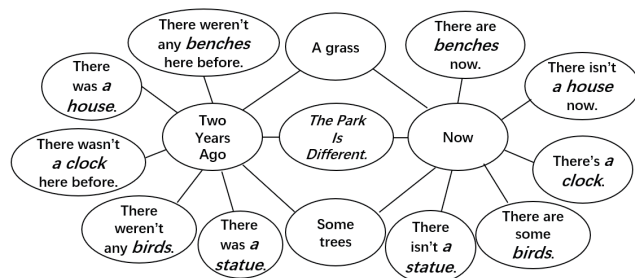 There weren't
any benches
here before.
A grass
There are
benches
now.
There
was a
house.
There isn't
a house
now.
Two
Years
Ago
The Park
Is
Different.
Now
There wasn't
a clock
here before.
There's a
clock.
There
weren't
any birds.
There
was a
statue.
Some
trees
There
isn't a
statue.
There are
some
birds.